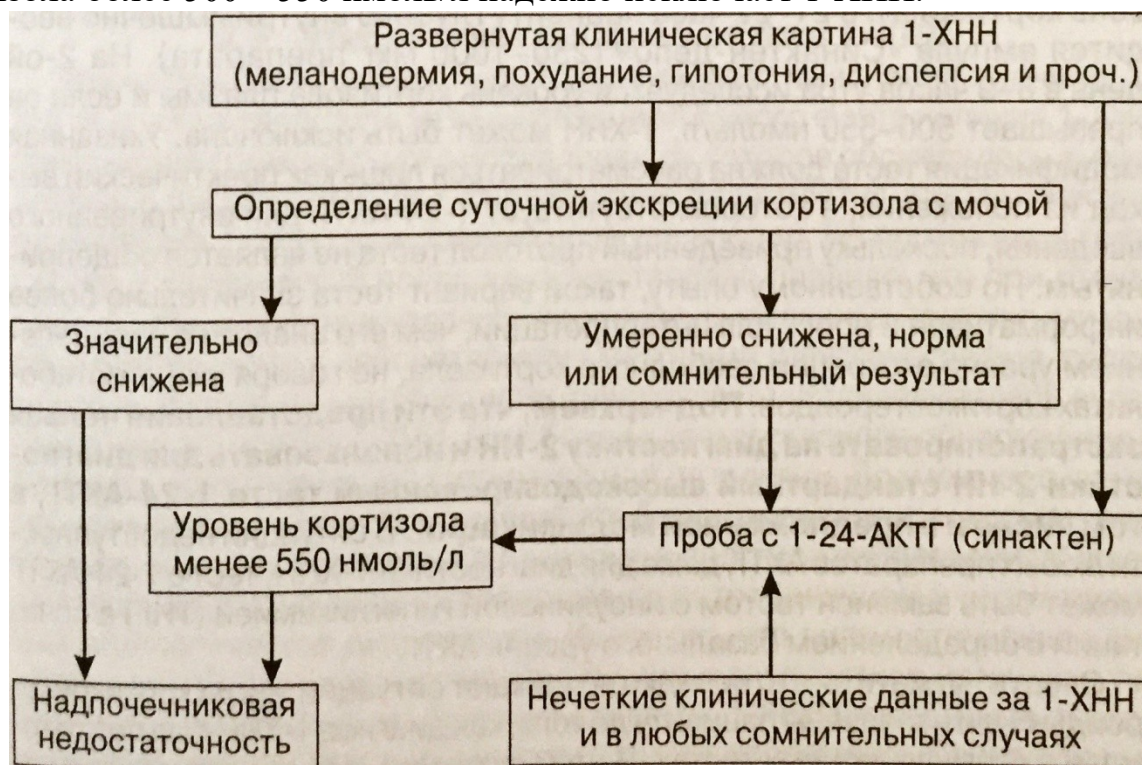 Развернутая клиническая картина 1-ХНН
(меланодермия, похудание, гипотония, диспепсия и проч.)
Определение суточной экскреции кортизола с мочой
Значительно
снижена
Умеренно снижена, норма
или сомнительный результат
Уровень кортизола
менее 550 нмоль/л
Проба с 1-24-АКТГ (синактен)
Надпочечниковая
недостаточность
Нечеткие клинические данные за 1-ХНН
и в любых сомнительных случаях